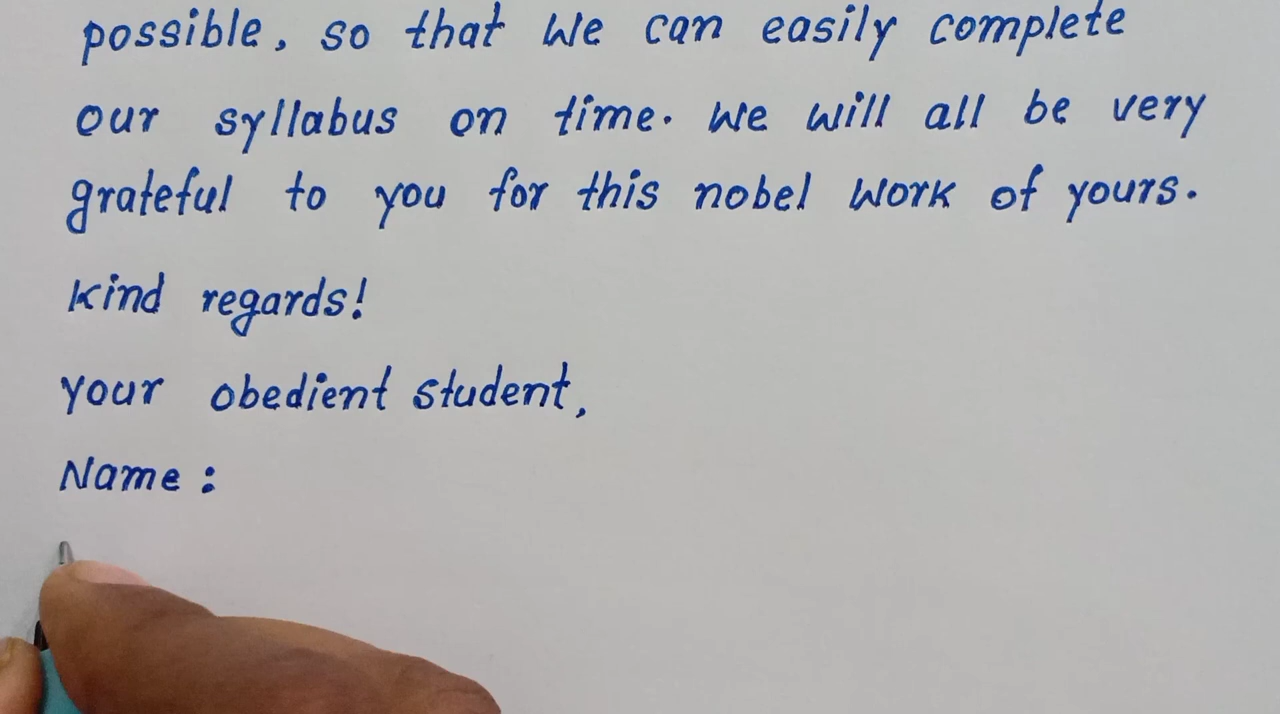 possible, so that we can easily complete
our syllabus on time. We will all be very
grateful to you for this nobel work of yours.
Kind regards!
Your obedient student,
Name :